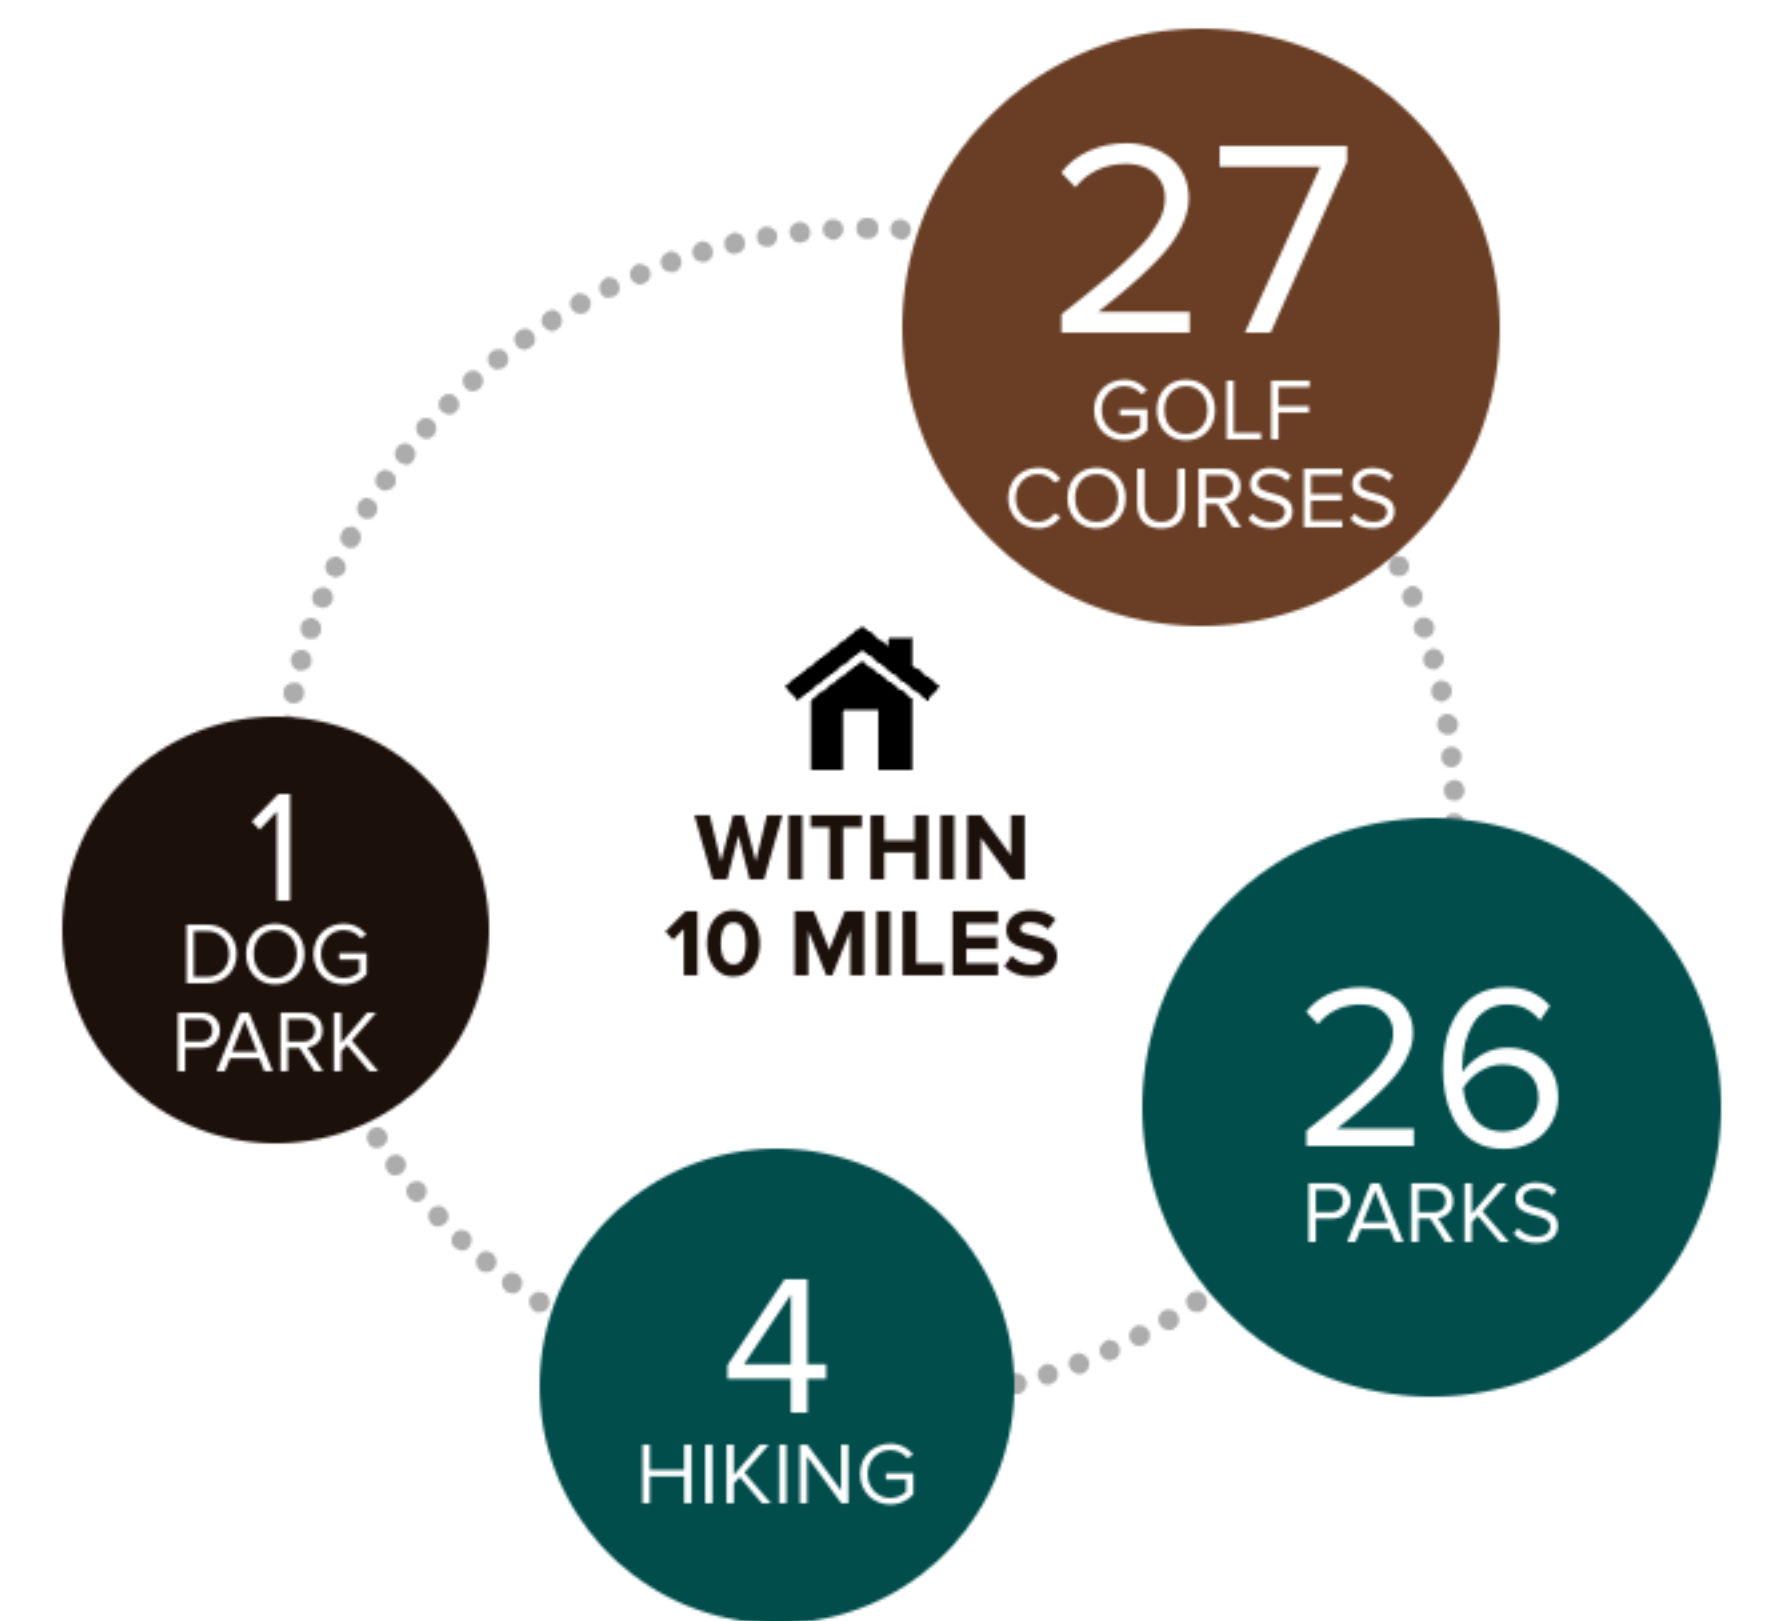 27
GOLF
COURSES
WITHIN
10 MILES
1
DOG
PARK
26
PARKS
4
HIKING